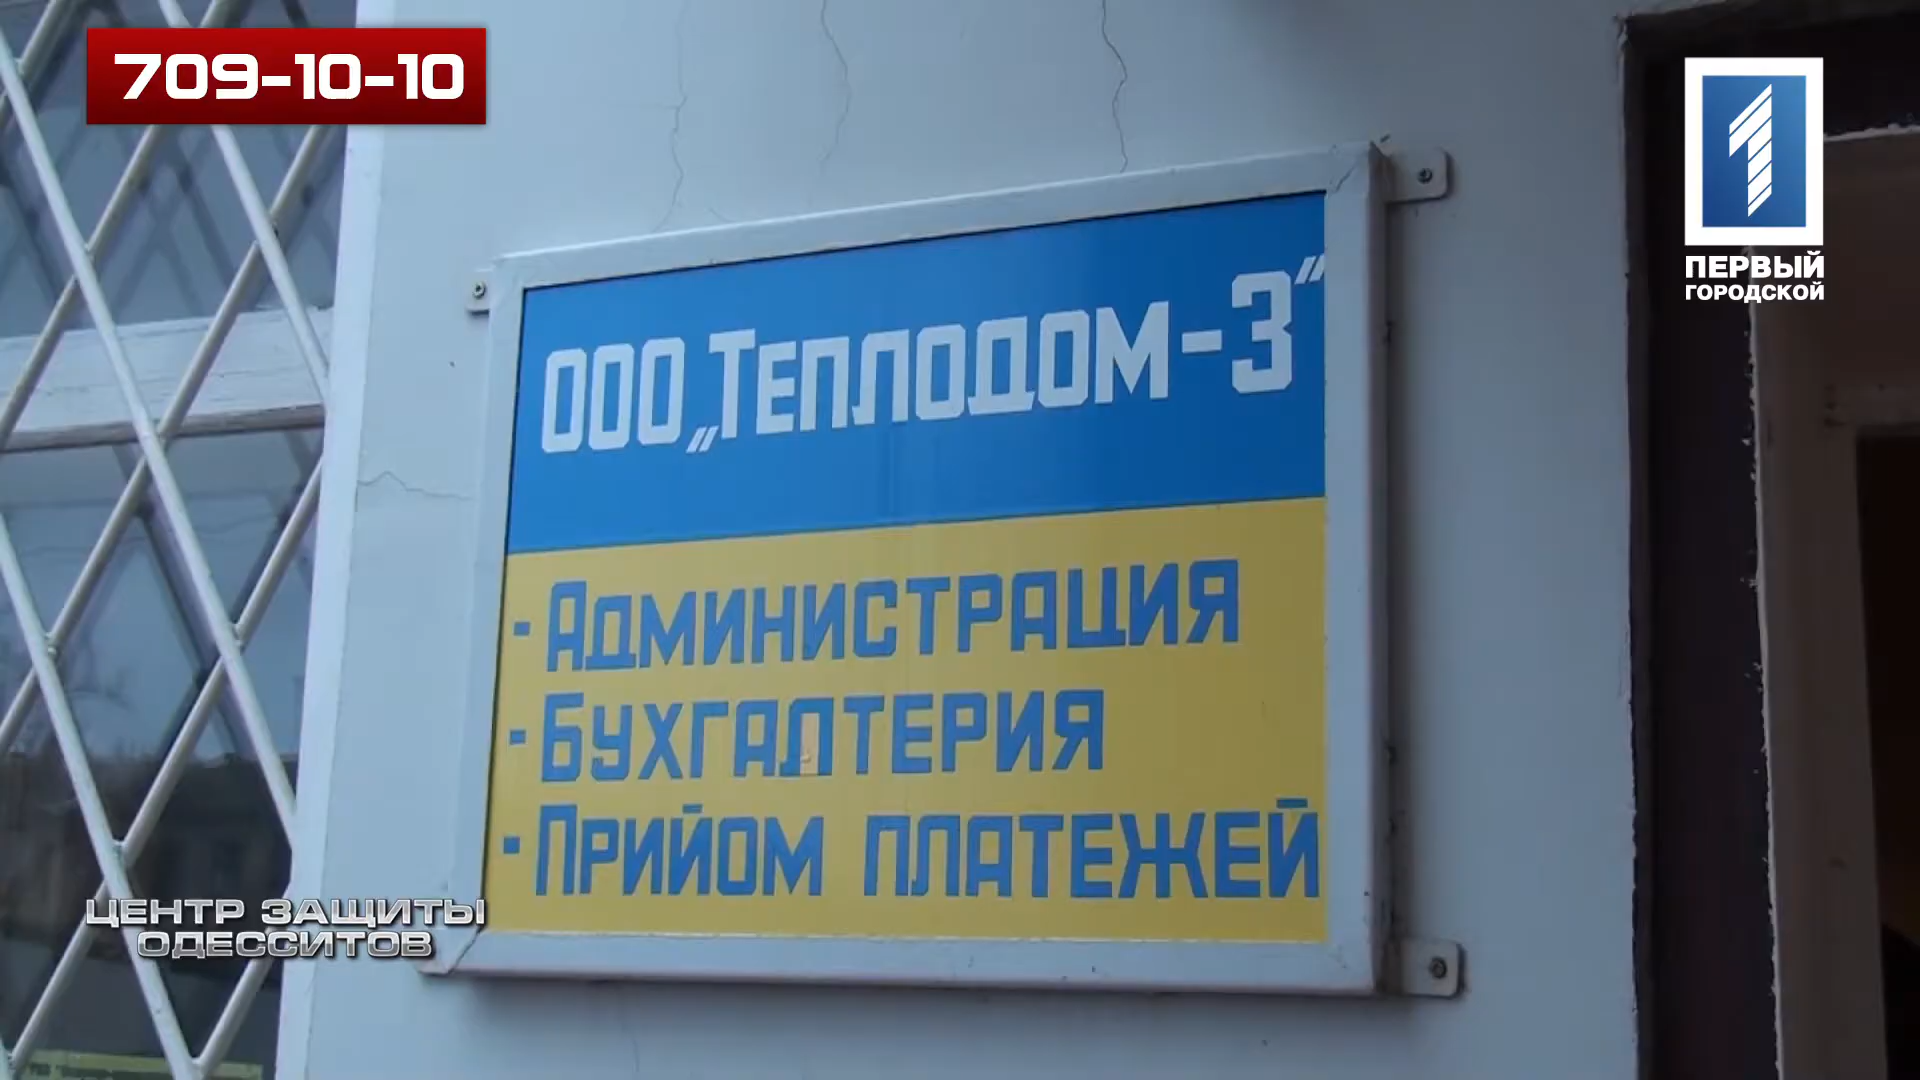 709-10-10
ПЕРВЫЙ
ГОРОДСКОЙ
ООО „ТЕПЛОДОМ-3“
- АДМИНИСТРАЦИЯ
- БУХГАЛТЕРИЯ
- ПРИЙОМ ПЛАТЕЖЕЙ
ЦЕНТР ЗАЩИТЫ
ОДЕССИТОВ